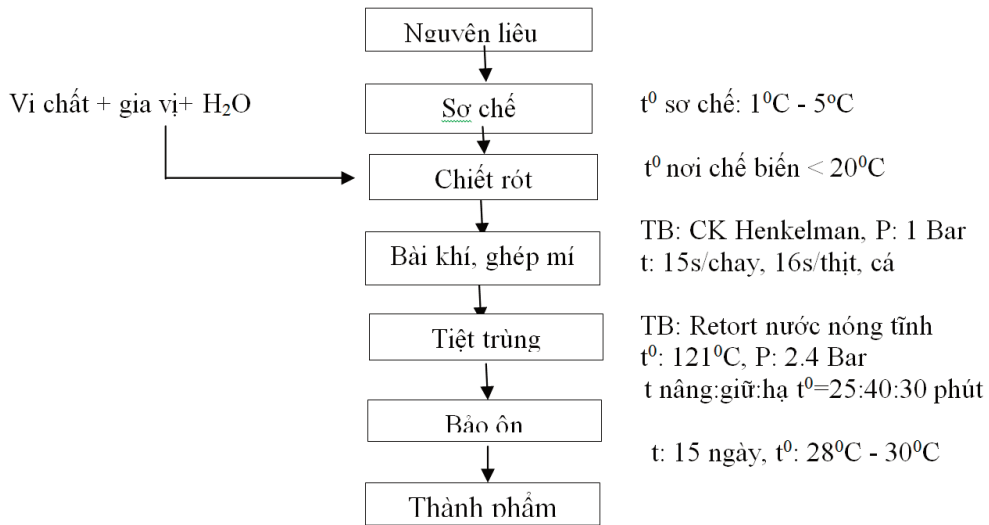 Nguyên liêu
Vi chất + gia vị+ H₂O
Sơ chế
t⁰ sơ chế: 1⁰C - 5ᵒC
Chiết rót
t⁰ nơi chế biến < 20⁰C
Bài khí, ghép mí
TB: CK Henkelman, P: 1 Bar
t: 15s/chay, 16s/thịt, cá
Tiệt trùng
TB: Retort nước nóng tĩnh
t⁰: 121⁰C, P: 2.4 Bar
t nâng:giữ:hạ t⁰=25:40:30 phút
Bảo ôn
t: 15 ngày, t⁰: 28⁰C - 30⁰C
Thành phẩm